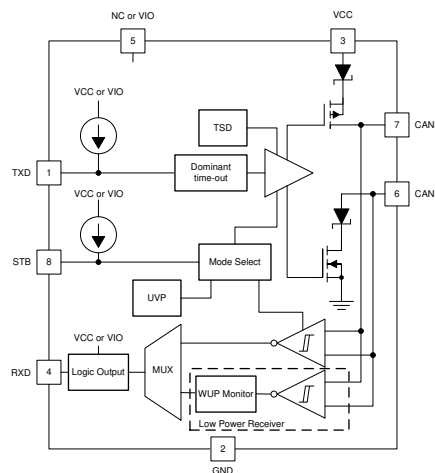 NC or VIO
VCC
5
3
VCC or VIO
TSD
7
CAN
TXD
1
Dominant
time-out
VCC or VIO
6
CAN
STB
8
Mode Select
UVP
VCC or VIO
RXD
4
Logic Output
MUX
WUP Monitor
Low Power Receiver
2
GND